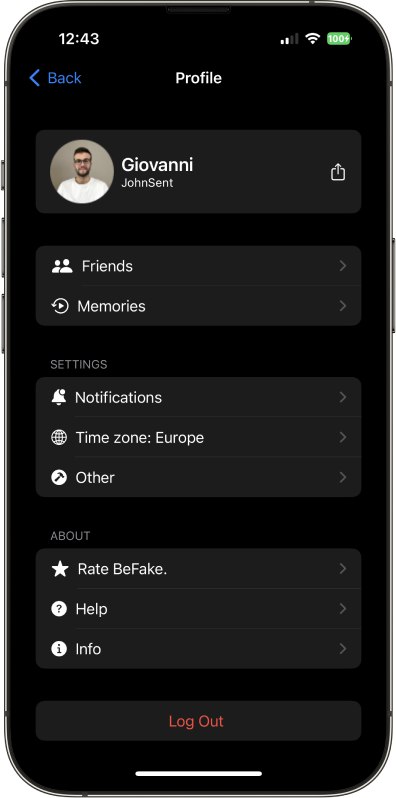 12:43
100
Back
Profile
Giovanni
JohnSent
Friends
Memories
SETTINGS
Notifications
Time zone: Europe
Other
ABOUT
Rate BeFake.
Help
Info
Log Out